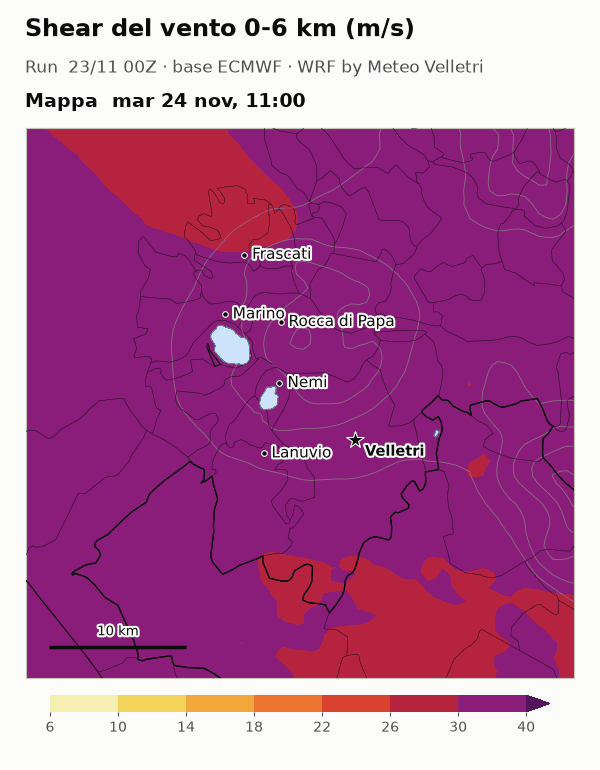 Shear del vento 0-6 km (m/s)
Run  23/11 00Z · base ECMWF · WRF by Meteo Velletri
Mappa  mar 24 nov, 11:00
Frascati
Marino
Rocca di Papa
Nemi
Velletri
Lanuvio
10 km
6 10 14 18 22 26 30 40